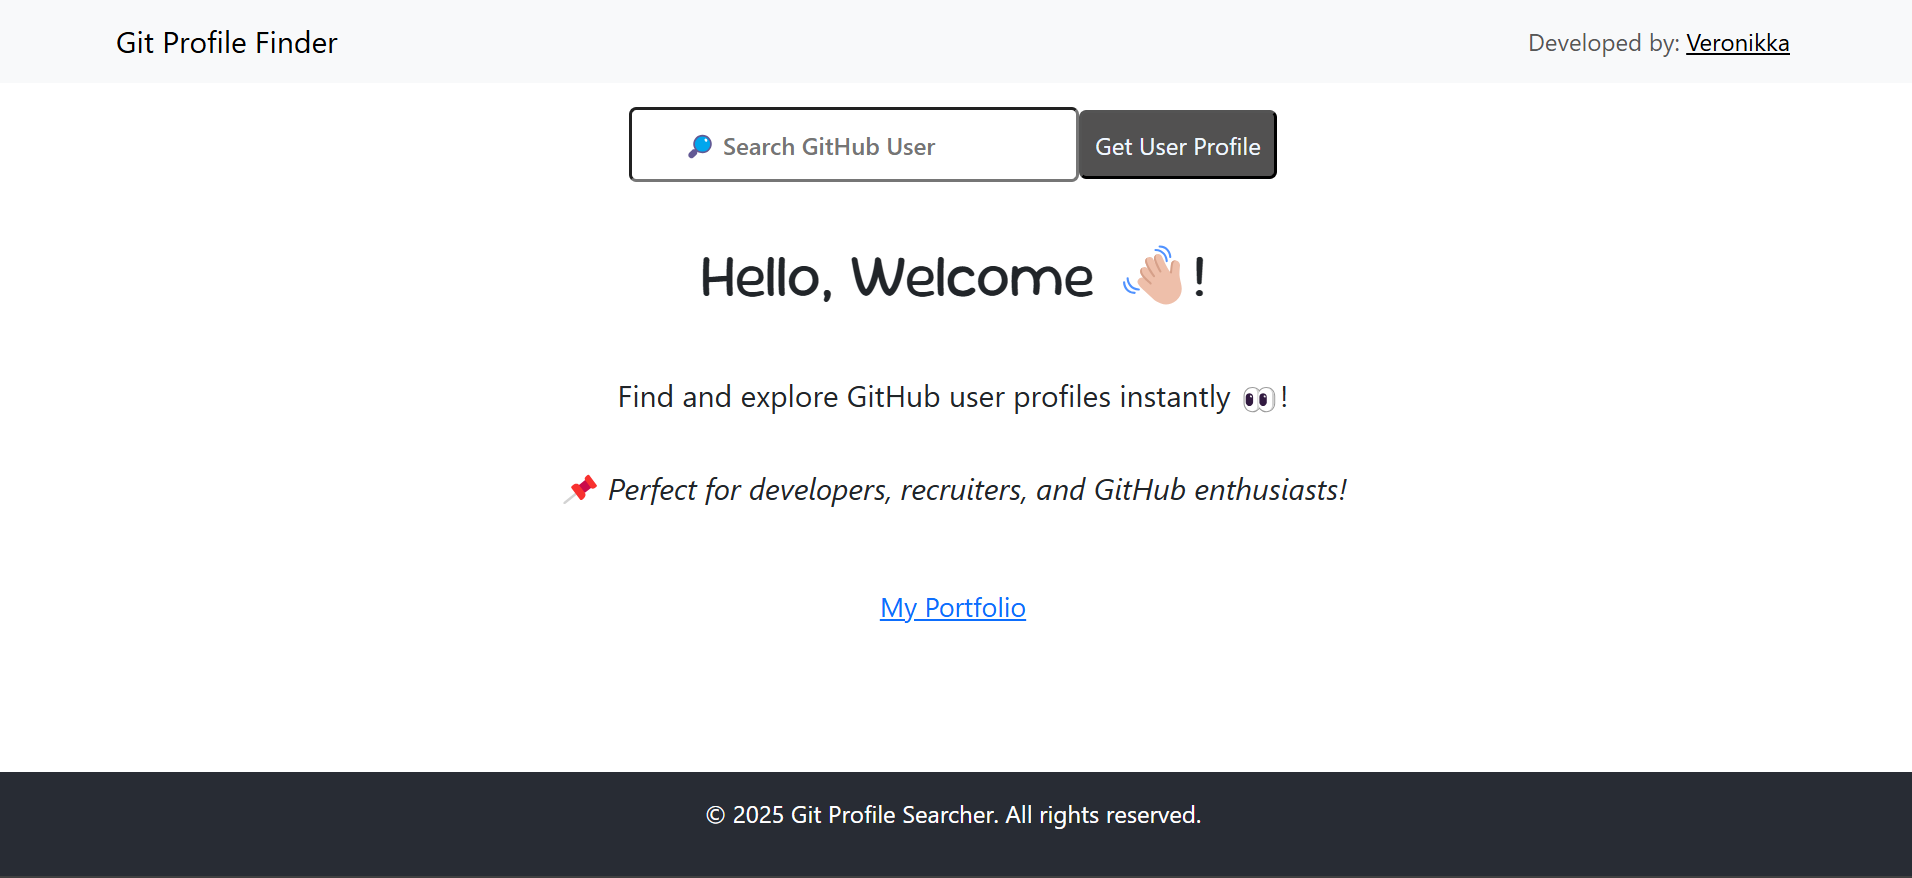 Git Profile Finder
Developed by: Veronikka
🔎 Search GitHub User
Get User Profile
Hello, Welcome 👋🏻!
Find and explore GitHub user profiles instantly 👀!
📌 Perfect for developers, recruiters, and GitHub enthusiasts!
My Portfolio
© 2025 Git Profile Searcher. All rights reserved.